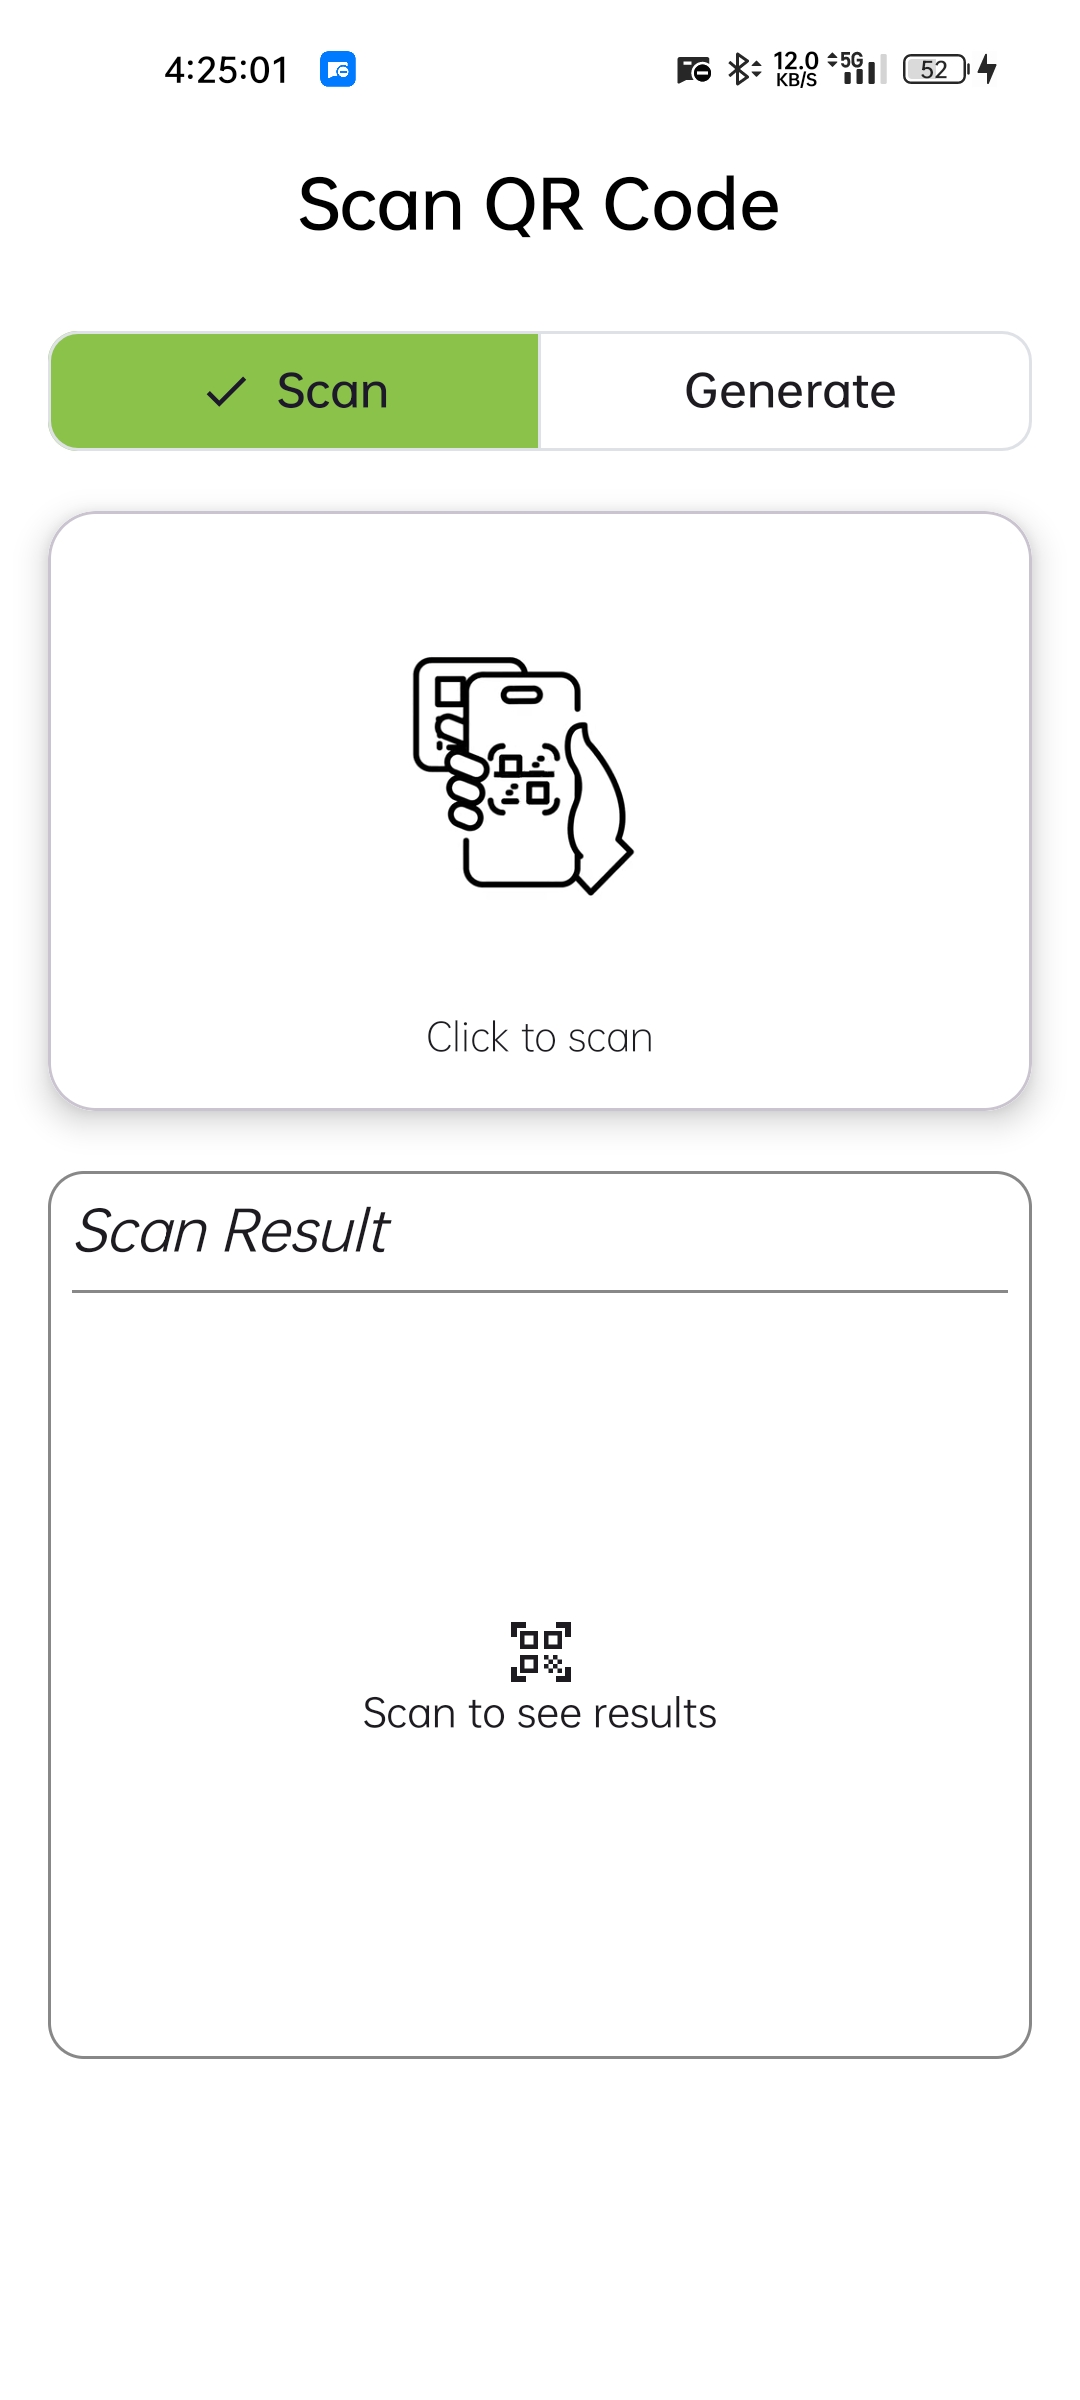 4:25:01
12.0
KB/S
5G
52
Scan QR Code
Scan
Generate
Click to scan
Scan Result
Scan to see results